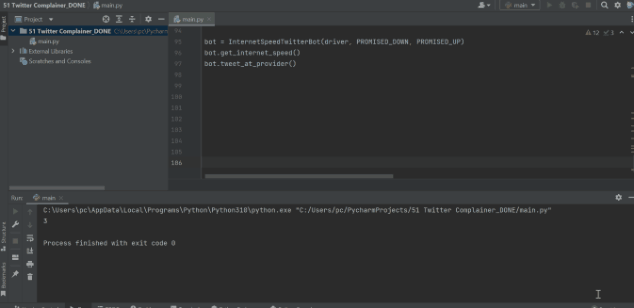 51 Twitter Complainer_DONE
main.py
main
Project
main.py
51 Twitter Complainer_DONE
main.py
External Libraries
Scratches and Consoles
Project
94
95 bot = InternetSpeedTwitterBot(driver, PROMISED_DOWN, PROMISED_UP)
96 bot.get_internet_speed()
97 bot.tweet_at_provider()
98
99
100
101
102
103
104
105
106
Run:
main
C:\Users\pc\AppData\Local\Programs\Python\Python310\python.exe "C:/Users/pc/PycharmProjects/51 Twitter Complainer_DONE/main.py"
3
Process finished with exit code 0
Structure
Bookmarks